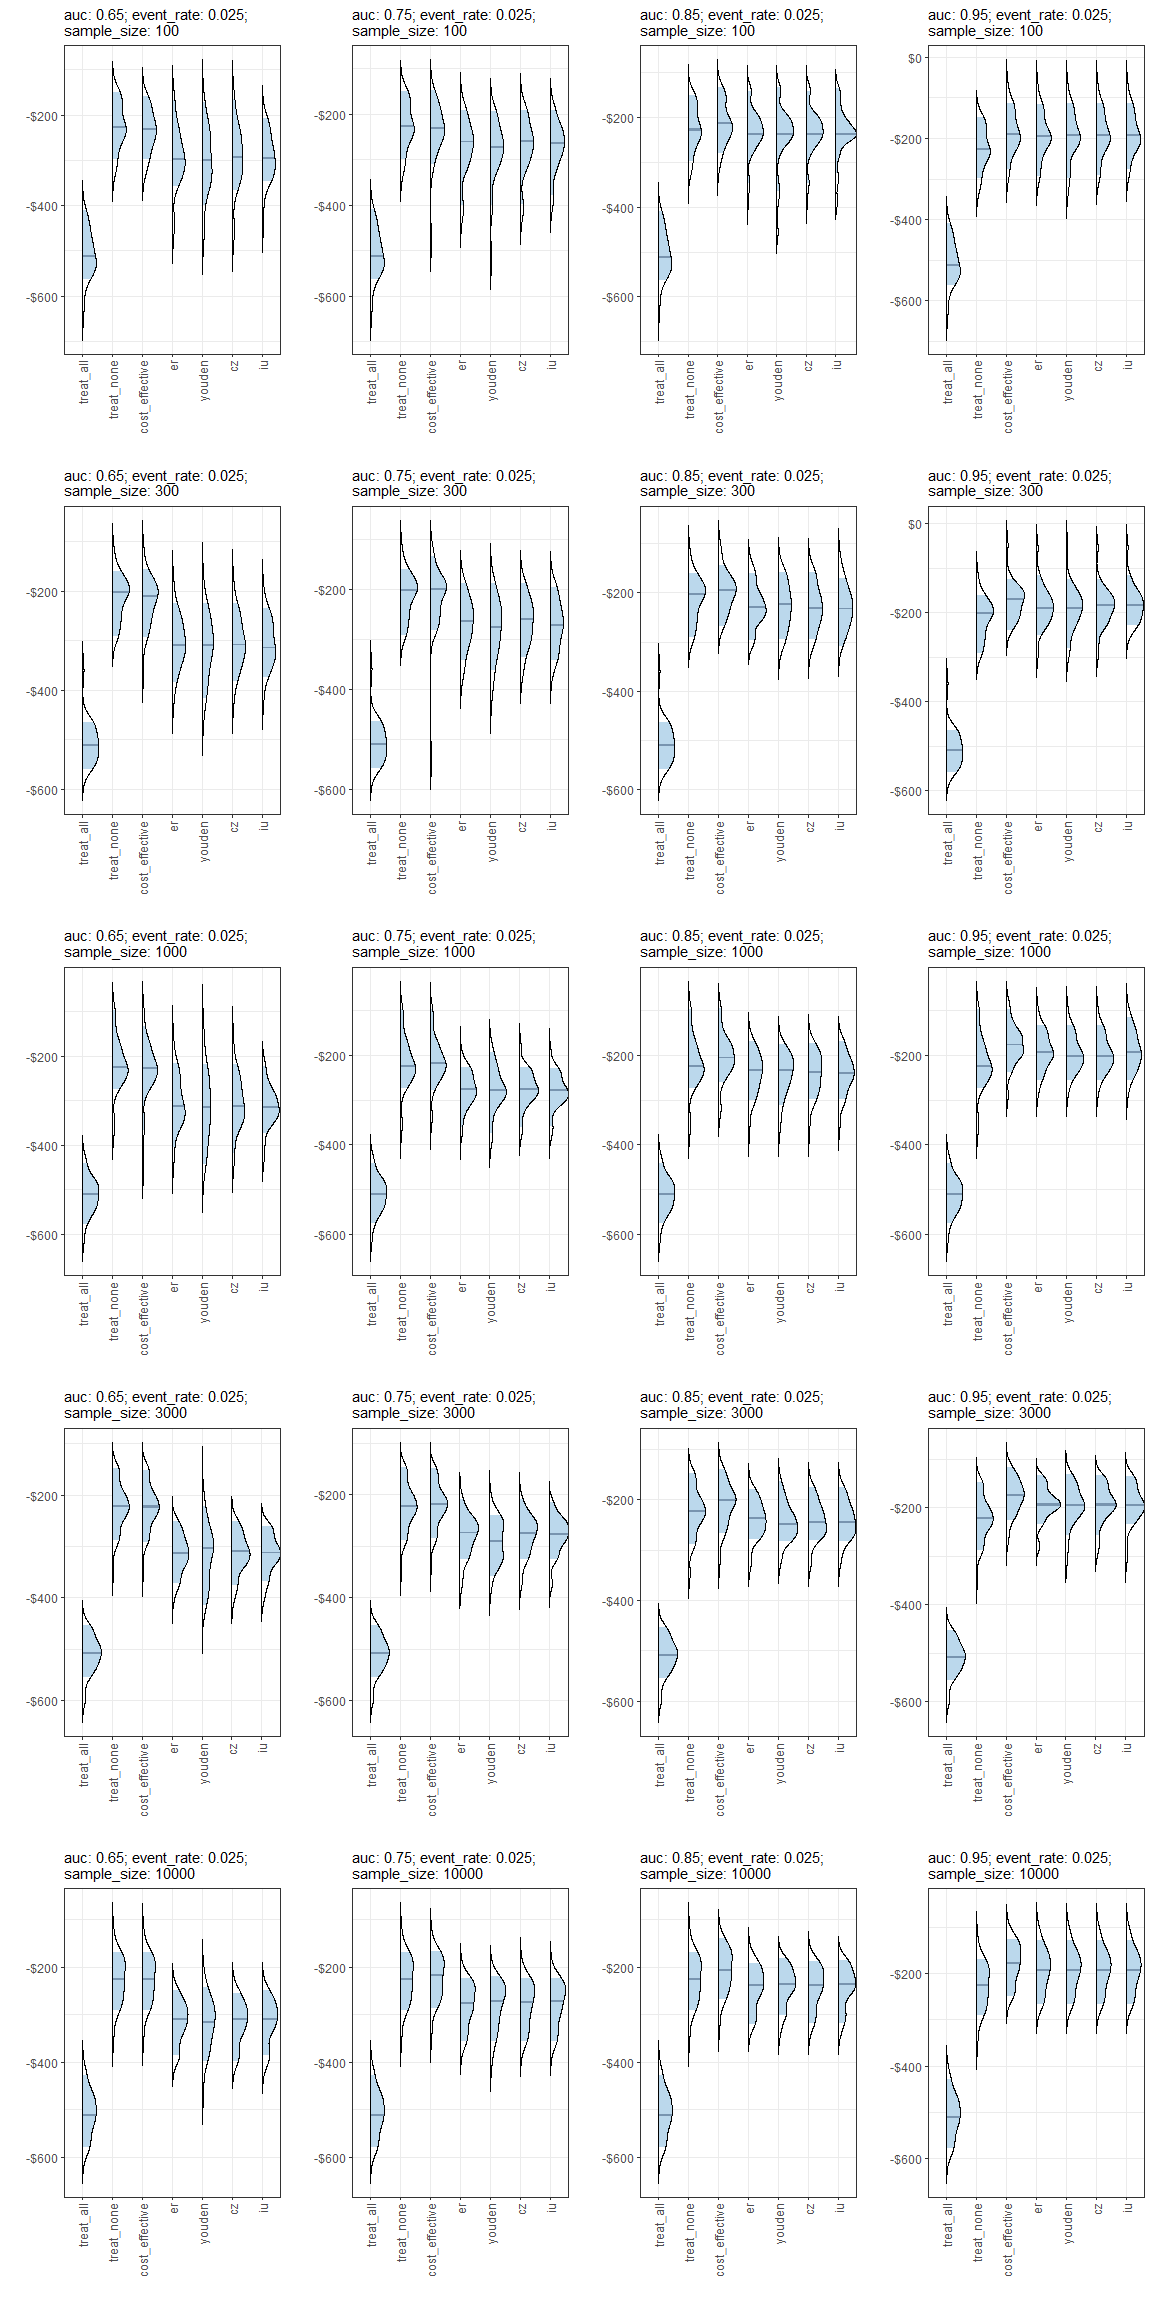 auc: 0.65; event_rate: 0.025;
sample_size: 100
-$200
-$400
-$600
treat_all
treat_none
cost_effective
er
youden
cz
iu
auc: 0.75; event_rate: 0.025;
sample_size: 100
-$200
-$400
-$600
treat_all
treat_none
cost_effective
er
youden
cz
iu
auc: 0.85; event_rate: 0.025;
sample_size: 100
-$200
-$400
-$600
treat_all
treat_none
cost_effective
er
youden
cz
iu
auc: 0.95; event_rate: 0.025;
sample_size: 100
$0
-$200
-$400
-$600
treat_all
treat_none
cost_effective
er
youden
cz
iu
auc: 0.65; event_rate: 0.025;
sample_size: 300
-$200
-$400
-$600
treat_all
treat_none
cost_effective
er
youden
cz
iu
auc: 0.75; event_rate: 0.025;
sample_size: 300
-$200
-$400
-$600
treat_all
treat_none
cost_effective
er
youden
cz
iu
auc: 0.85; event_rate: 0.025;
sample_size: 300
-$200
-$400
-$600
treat_all
treat_none
cost_effective
er
youden
cz
iu
auc: 0.95; event_rate: 0.025;
sample_size: 300
$0
-$200
-$400
-$600
treat_all
treat_none
cost_effective
er
youden
cz
iu
auc: 0.65; event_rate: 0.025;
sample_size: 1000
-$200
-$400
-$600
treat_all
treat_none
cost_effective
er
youden
cz
iu
auc: 0.75; event_rate: 0.025;
sample_size: 1000
-$200
-$400
-$600
treat_all
treat_none
cost_effective
er
youden
cz
iu
auc: 0.85; event_rate: 0.025;
sample_size: 1000
-$200
-$400
-$600
treat_all
treat_none
cost_effective
er
youden
cz
iu
auc: 0.95; event_rate: 0.025;
sample_size: 1000
-$200
-$400
-$600
treat_all
treat_none
cost_effective
er
youden
cz
iu
auc: 0.65; event_rate: 0.025;
sample_size: 3000
-$200
-$400
-$600
treat_all
treat_none
cost_effective
er
youden
cz
iu
auc: 0.75; event_rate: 0.025;
sample_size: 3000
-$200
-$400
-$600
treat_all
treat_none
cost_effective
er
youden
cz
iu
auc: 0.85; event_rate: 0.025;
sample_size: 3000
-$200
-$400
-$600
treat_all
treat_none
cost_effective
er
youden
cz
iu
auc: 0.95; event_rate: 0.025;
sample_size: 3000
-$200
-$400
-$600
treat_all
treat_none
cost_effective
er
youden
cz
iu
auc: 0.65; event_rate: 0.025;
sample_size: 10000
-$200
-$400
-$600
treat_all
treat_none
cost_effective
er
youden
cz
iu
auc: 0.75; event_rate: 0.025;
sample_size: 10000
-$200
-$400
-$600
treat_all
treat_none
cost_effective
er
youden
cz
iu
auc: 0.85; event_rate: 0.025;
sample_size: 10000
-$200
-$400
-$600
treat_all
treat_none
cost_effective
er
youden
cz
iu
auc: 0.95; event_rate: 0.025;
sample_size: 10000
-$200
-$400
-$600
treat_all
treat_none
cost_effective
er
youden
cz
iu